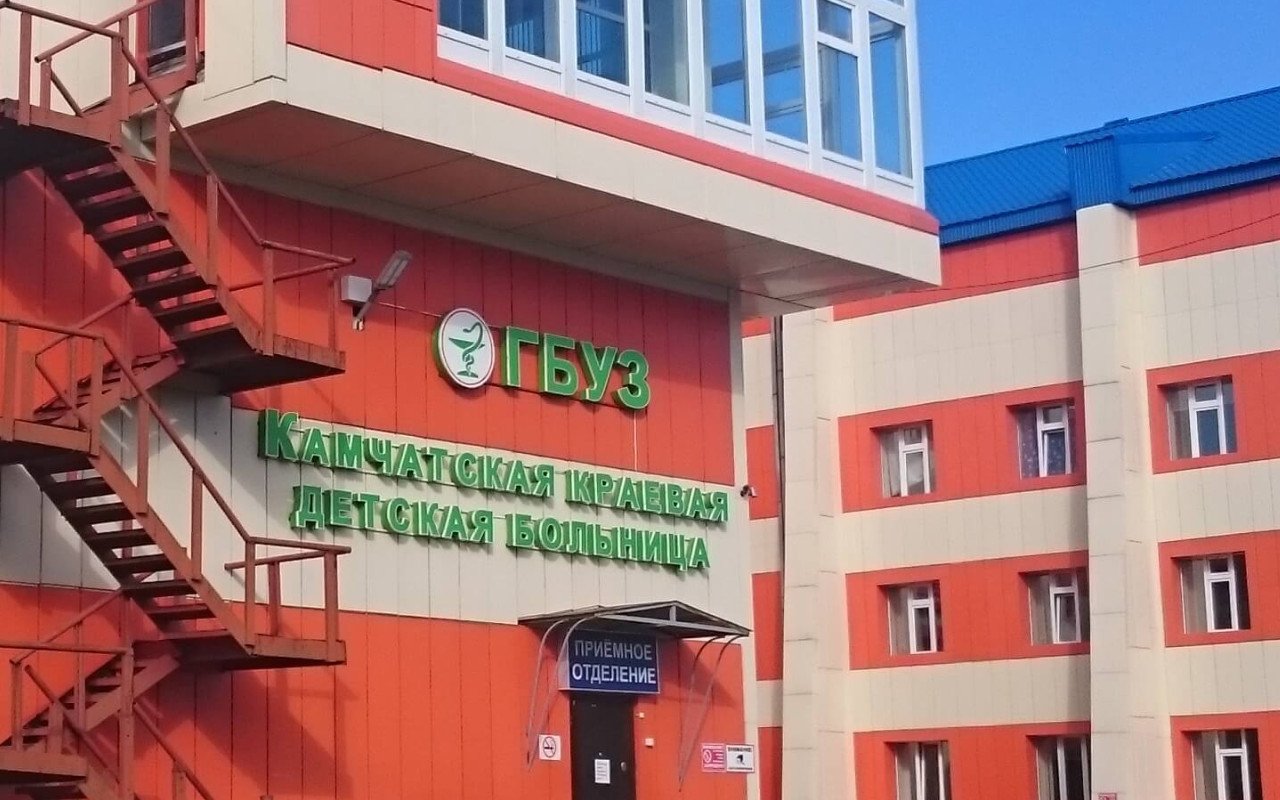 ГБУЗ
Камчатская краевая
детская больница
ПРИЁМНОЕ
ОТДЕЛЕНИЕ